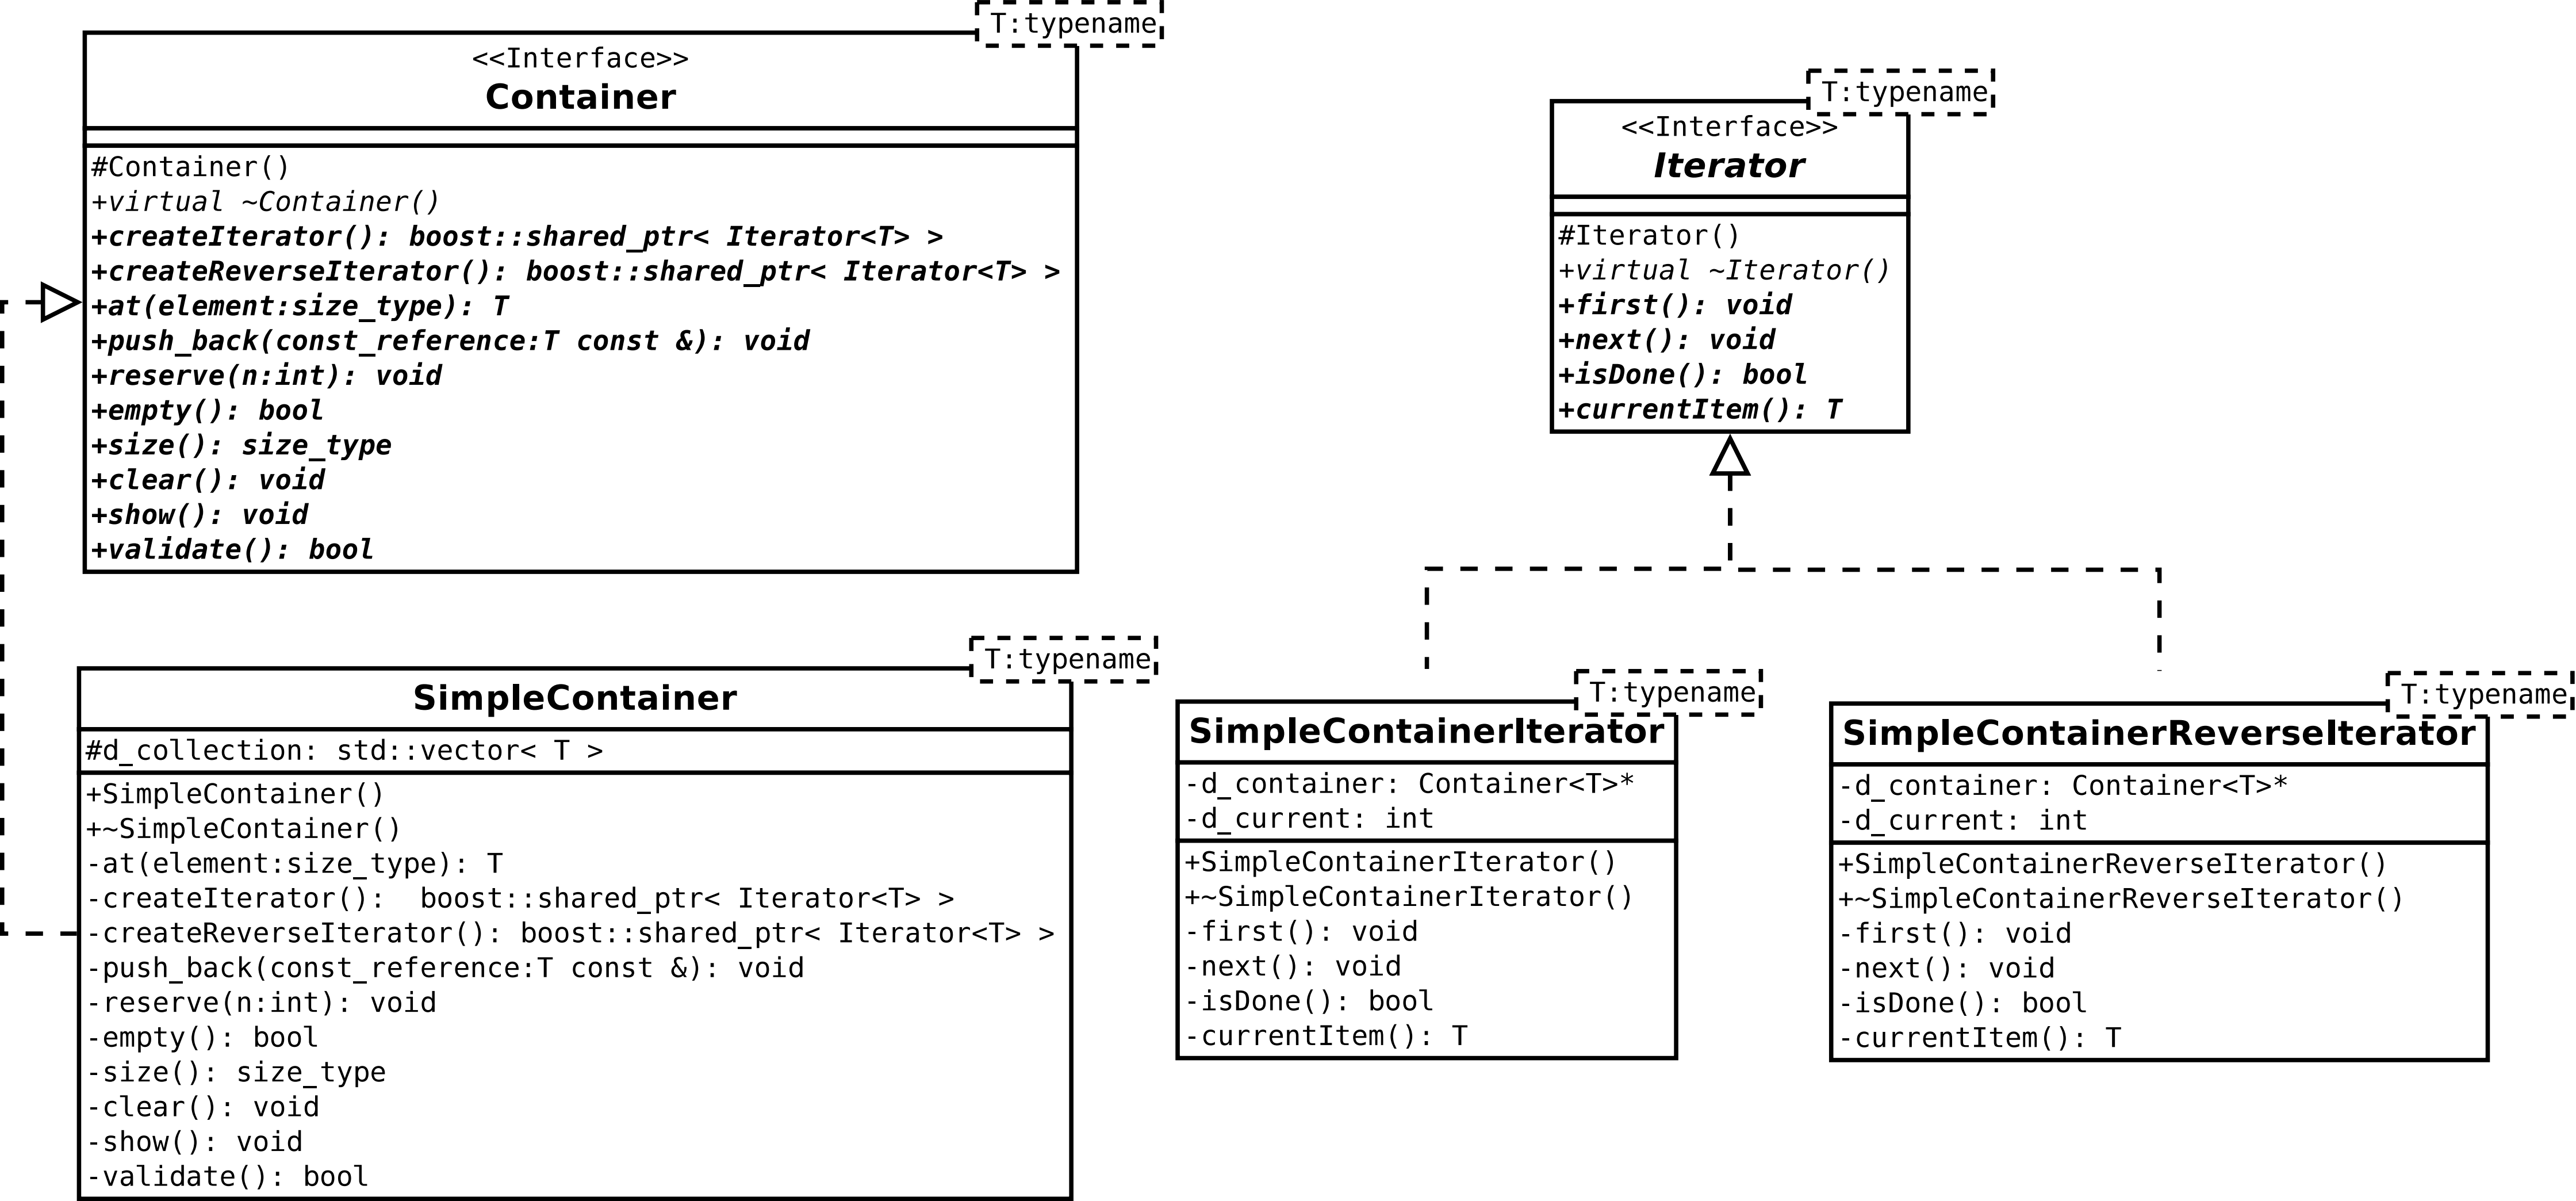 T:typename
<<Interface>>
Container
#Container()
+virtual ~Container()
+createIterator(): boost::shared_ptr< Iterator<T> >
+createReverseIterator(): boost::shared_ptr< Iterator<T> >
+at(element:size_type): T
+push_back(const_reference:T const &): void
+reserve(n:int): void
+empty(): bool
+size(): size_type
+clear(): void
+show(): void
+validate(): bool
T:typename
<<Interface>>
Iterator
#Iterator()
+virtual ~Iterator()
+first(): void
+next(): void
+isDone(): bool
+currentItem(): T
T:typename
SimpleContainer
#d_collection: std::vector< T >
+SimpleContainer()
+~SimpleContainer()
-at(element:size_type): T
-createIterator():  boost::shared_ptr< Iterator<T> >
-createReverseIterator(): boost::shared_ptr< Iterator<T> >
-push_back(const_reference:T const &): void
-reserve(n:int): void
-empty(): bool
-size(): size_type
-clear(): void
-show(): void
-validate(): bool
T:typename
SimpleContainerIterator
-d_container: Container<T>*
-d_current: int
+SimpleContainerIterator()
+~SimpleContainerIterator()
-first(): void
-next(): void
-isDone(): bool
-currentItem(): T
T:typename
SimpleContainerReverseIterator
-d_container: Container<T>*
-d_current: int
+SimpleContainerReverseIterator()
+~SimpleContainerReverseIterator()
-first(): void
-next(): void
-isDone(): bool
-currentItem(): T